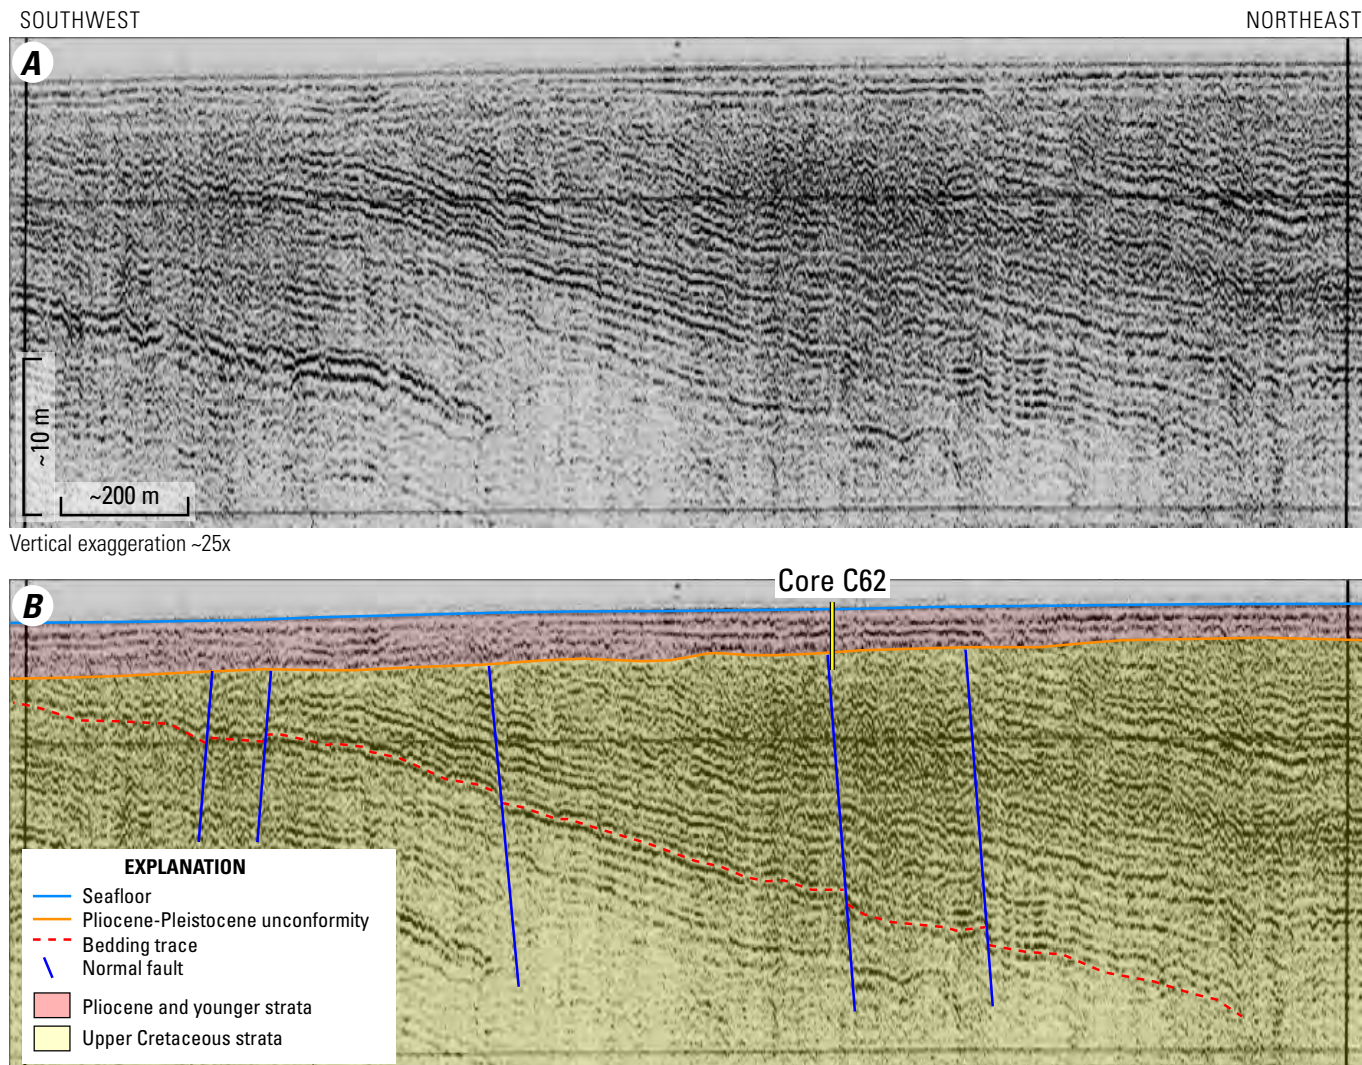 SOUTHWEST
NORTHEAST
A
~10 m
~200 m
Vertical exaggeration ~25x
Core C62
B
EXPLANATION
Seafloor
Pliocene-Pleistocene unconformity
Bedding trace
Normal fault
Pliocene and younger strata
Upper Cretaceous strata